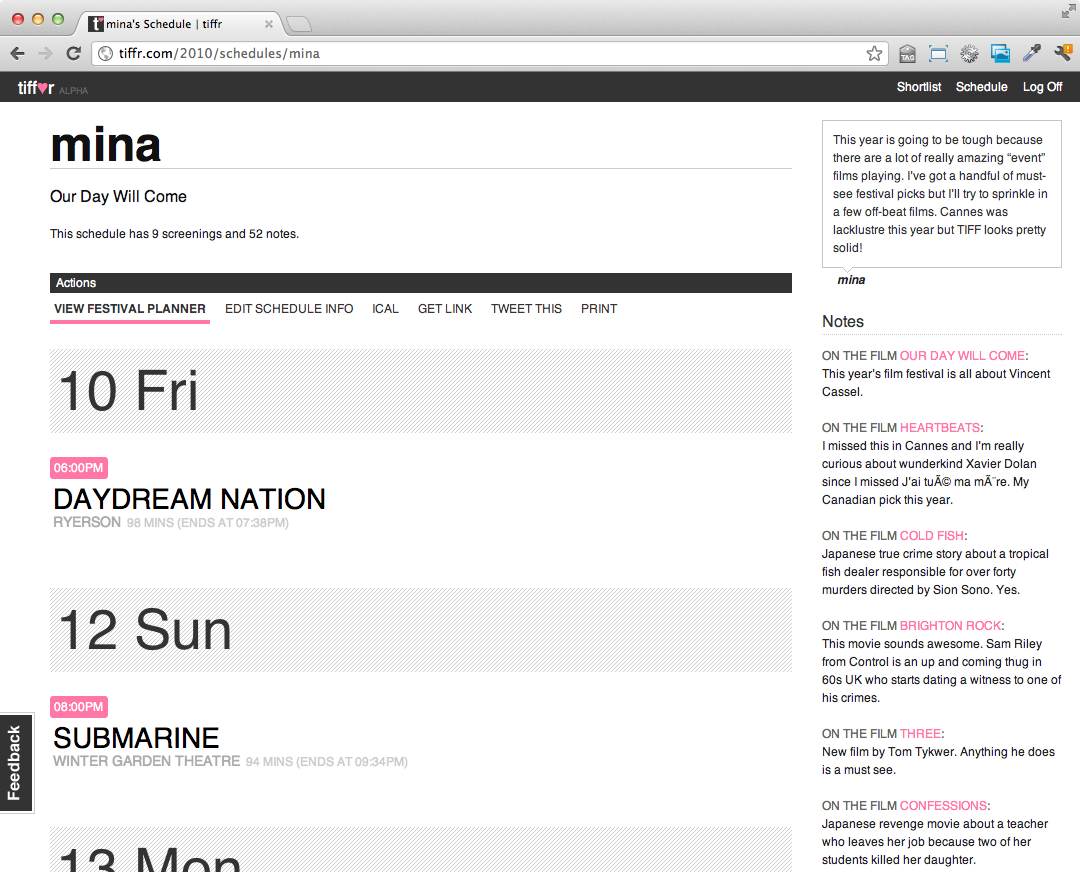 mina's Schedule | tiffr
tiffr.com/2010/schedules/mina
TAG
tiff♥r ALPHA
Shortlist Schedule Log Off
mina
Our Day Will Come
This schedule has 9 screenings and 52 notes.
Actions
VIEW FESTIVAL PLANNER EDIT SCHEDULE INFO ICAL GET LINK TWEET THIS PRINT
10 Fri
06:00PM
DAYDREAM NATION
RYERSON 98 MINS (ENDS AT 07:38PM)
12 Sun
08:00PM
SUBMARINE
WINTER GARDEN THEATRE 94 MINS (ENDS AT 09:34PM)
13 Mon
Feedback
This year is going to be tough because
there are a lot of really amazing “event”
films playing. I've got a handful of must-
see festival picks but I'll try to sprinkle in
a few off-beat films. Cannes was
lacklustre this year but TIFF looks pretty
solid!
mina
Notes
ON THE FILM OUR DAY WILL COME:
This year's film festival is all about Vincent
Cassel.
ON THE FILM HEARTBEATS:
I missed this in Cannes and I'm really
curious about wunderkind Xavier Dolan
since I missed J'ai tuÃ© ma mÃ¨re. My
Canadian pick this year.
ON THE FILM COLD FISH:
Japanese true crime story about a tropical
fish dealer responsible for over forty
murders directed by Sion Sono. Yes.
ON THE FILM BRIGHTON ROCK:
This movie sounds awesome. Sam Riley
from Control is an up and coming thug in
60s UK who starts dating a witness to one of
his crimes.
ON THE FILM THREE:
New film by Tom Tykwer. Anything he does
is a must see.
ON THE FILM CONFESSIONS:
Japanese revenge movie about a teacher
who leaves her job because two of her
students killed her daughter.